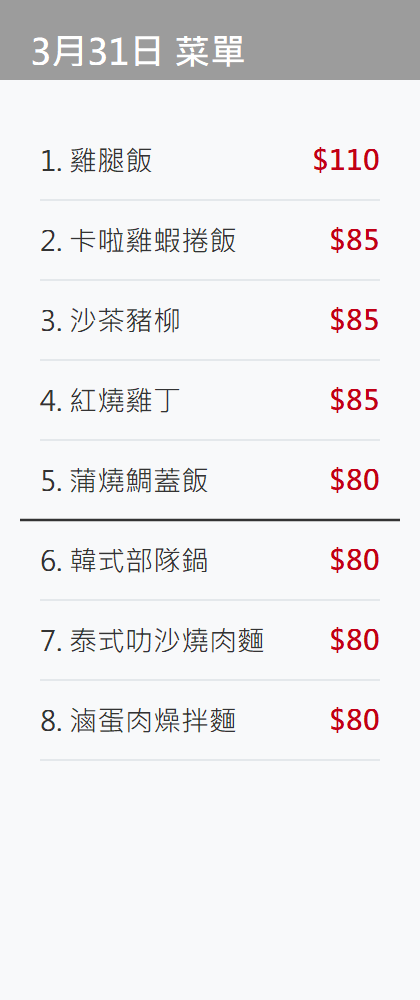 3月31日 菜單
1. 雞腿飯 $110
2. 卡啦雞蝦捲飯 $85
3. 沙茶豬柳 $85
4. 紅燒雞丁 $85
5. 蒲燒鯛蓋飯 $80
6. 韓式部隊鍋 $80
7. 泰式叻沙燒肉麵 $80
8. 滷蛋肉燥拌麵 $80